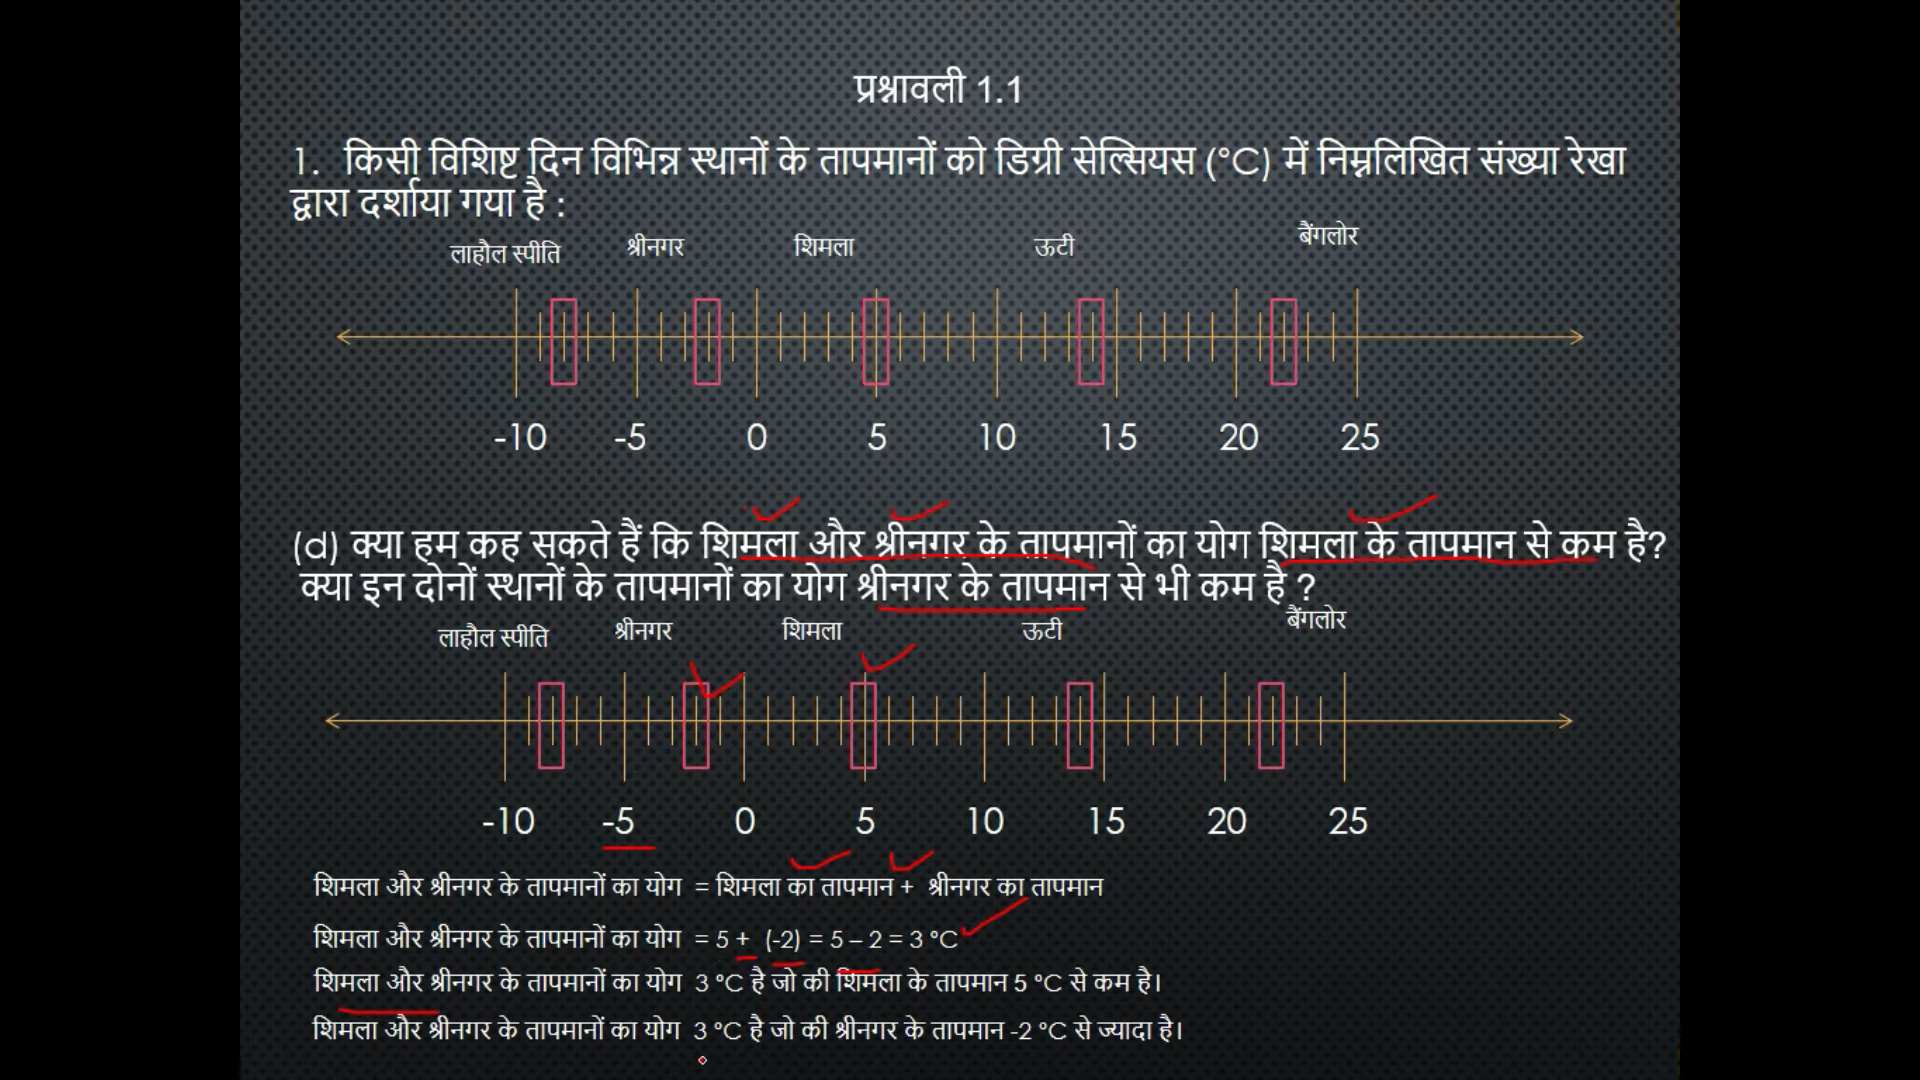 प्रश्नावली 1.1
1. किसी विशिष्ट दिन विभिन्न स्थानों के तापमानों को डिग्री सेल्सियस (°C) में निम्नलिखित संख्या रेखा
द्वारा दर्शाया गया है :
लाहौल स्पीति श्रीनगर शिमला ऊटी बैंगलोर
-10 -5 0 5 10 15 20 25
(d) क्या हम कह सकते हैं कि शिमला और श्रीनगर के तापमानों का योग शिमला के तापमान से कम है?
क्या इन दोनों स्थानों के तापमानों का योग श्रीनगर के तापमान से भी कम है ?
लाहौल स्पीति श्रीनगर शिमला ऊटी बैंगलोर
-10 -5 0 5 10 15 20 25
शिमला और श्रीनगर के तापमानों का योग = शिमला का तापमान + श्रीनगर का तापमान
शिमला और श्रीनगर के तापमानों का योग = 5 + (-2) = 5 – 2 = 3 °C
शिमला और श्रीनगर के तापमानों का योग 3 °C है जो की शिमला के तापमान 5 °C से कम है।
शिमला और श्रीनगर के तापमानों का योग 3 °C है जो की श्रीनगर के तापमान -2 °C से ज्यादा है।